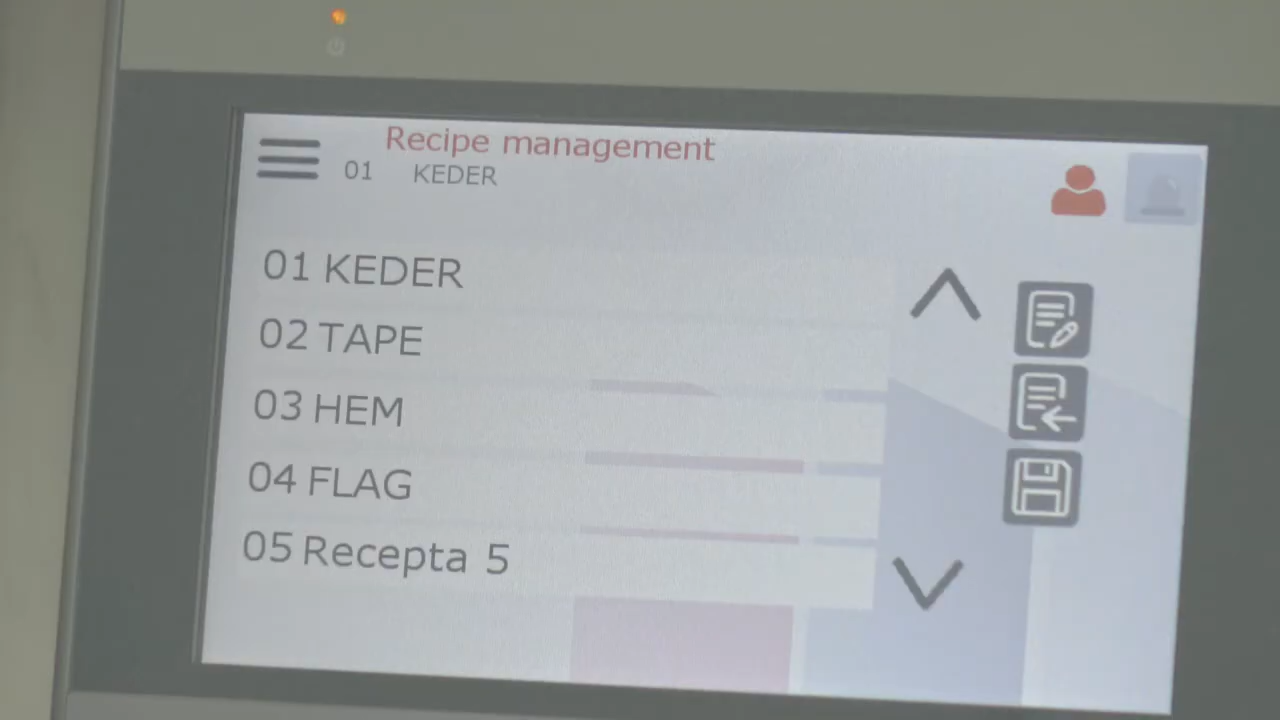 Recipe management
01 KEDER
01 KEDER
02 TAPE
03 HEM
04 FLAG
05 Recepta 5